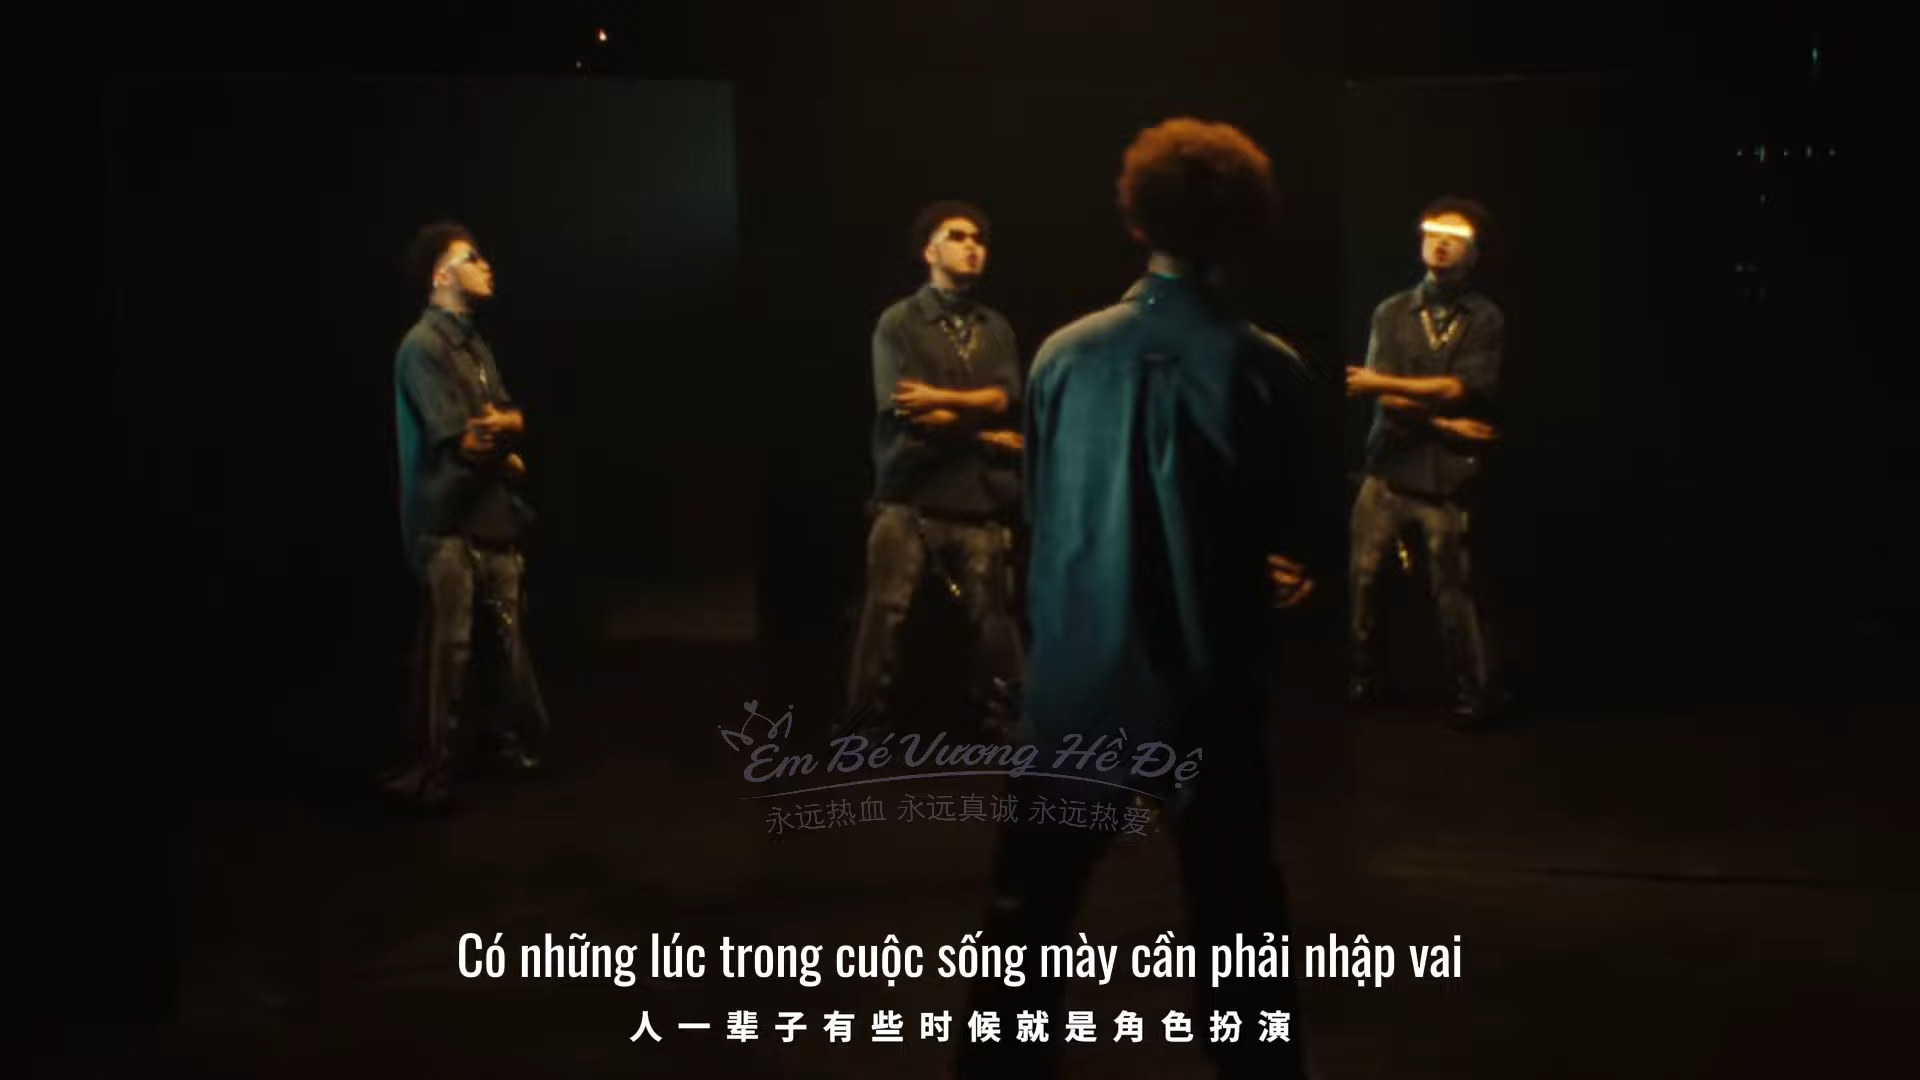 Em Bé Vương Hề Đệ
永远热血 永远真诚 永远热爱
Có những lúc trong cuộc sống mày cần phải nhập vai
人一辈子有些时候就是角色扮演